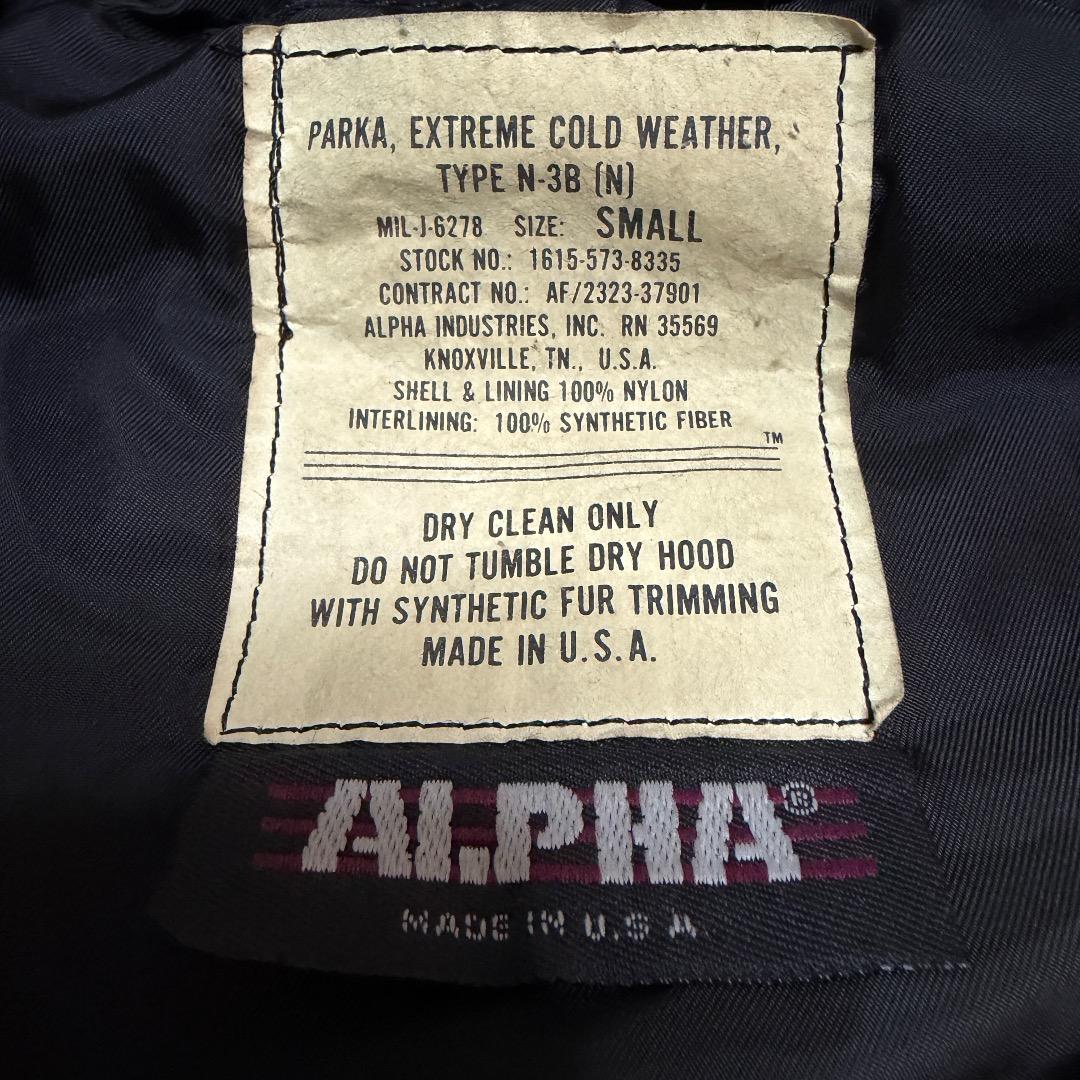 PARKA, EXTREME COLD WEATHER,
TYPE N-3B (N)
MIL-J-6278 SIZE: SMALL
STOCK NO.: 1615-573-8335
CONTRACT NO.: AF/2323-37901
ALPHA INDUSTRIES, INC. RN 35569
KNOXVILLE, TN., U.S.A.
SHELL & LINING 100% NYLON
INTERLINING: 100% SYNTHETIC FIBER
TM
DRY CLEAN ONLY
DO NOT TUMBLE DRY HOOD
WITH SYNTHETIC FUR TRIMMING
MADE IN U.S.A.
ALPHA®
MADE IN U.S.A.